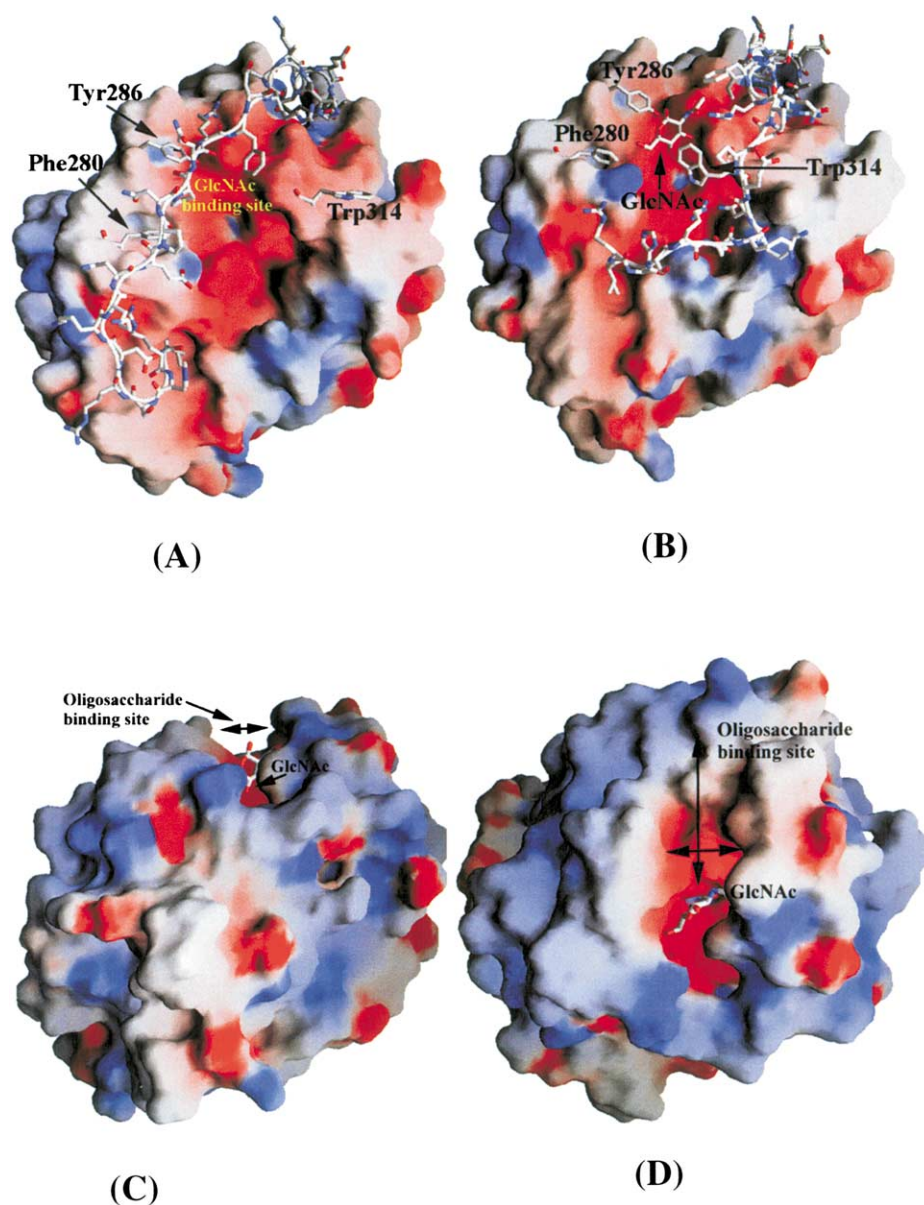 Tyr286
Phe280
GlcNAc
binding site
Trp314
(A)
Tyr286
Phe280
Trp314
GlcNAc
(B)
Oligosaccharide
binding site
GlcNAc
(C)
Oligosaccharide
binding site
GlcNAc
(D)